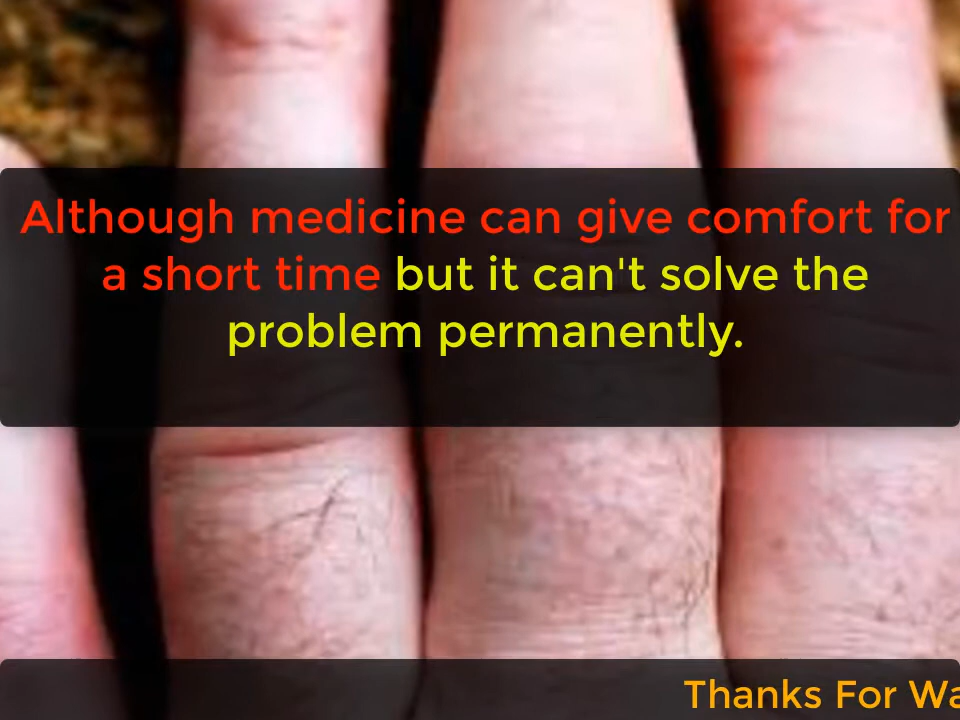 Although medicine can give comfort for
a short time but it can't solve the
problem permanently.
Thanks For Wa